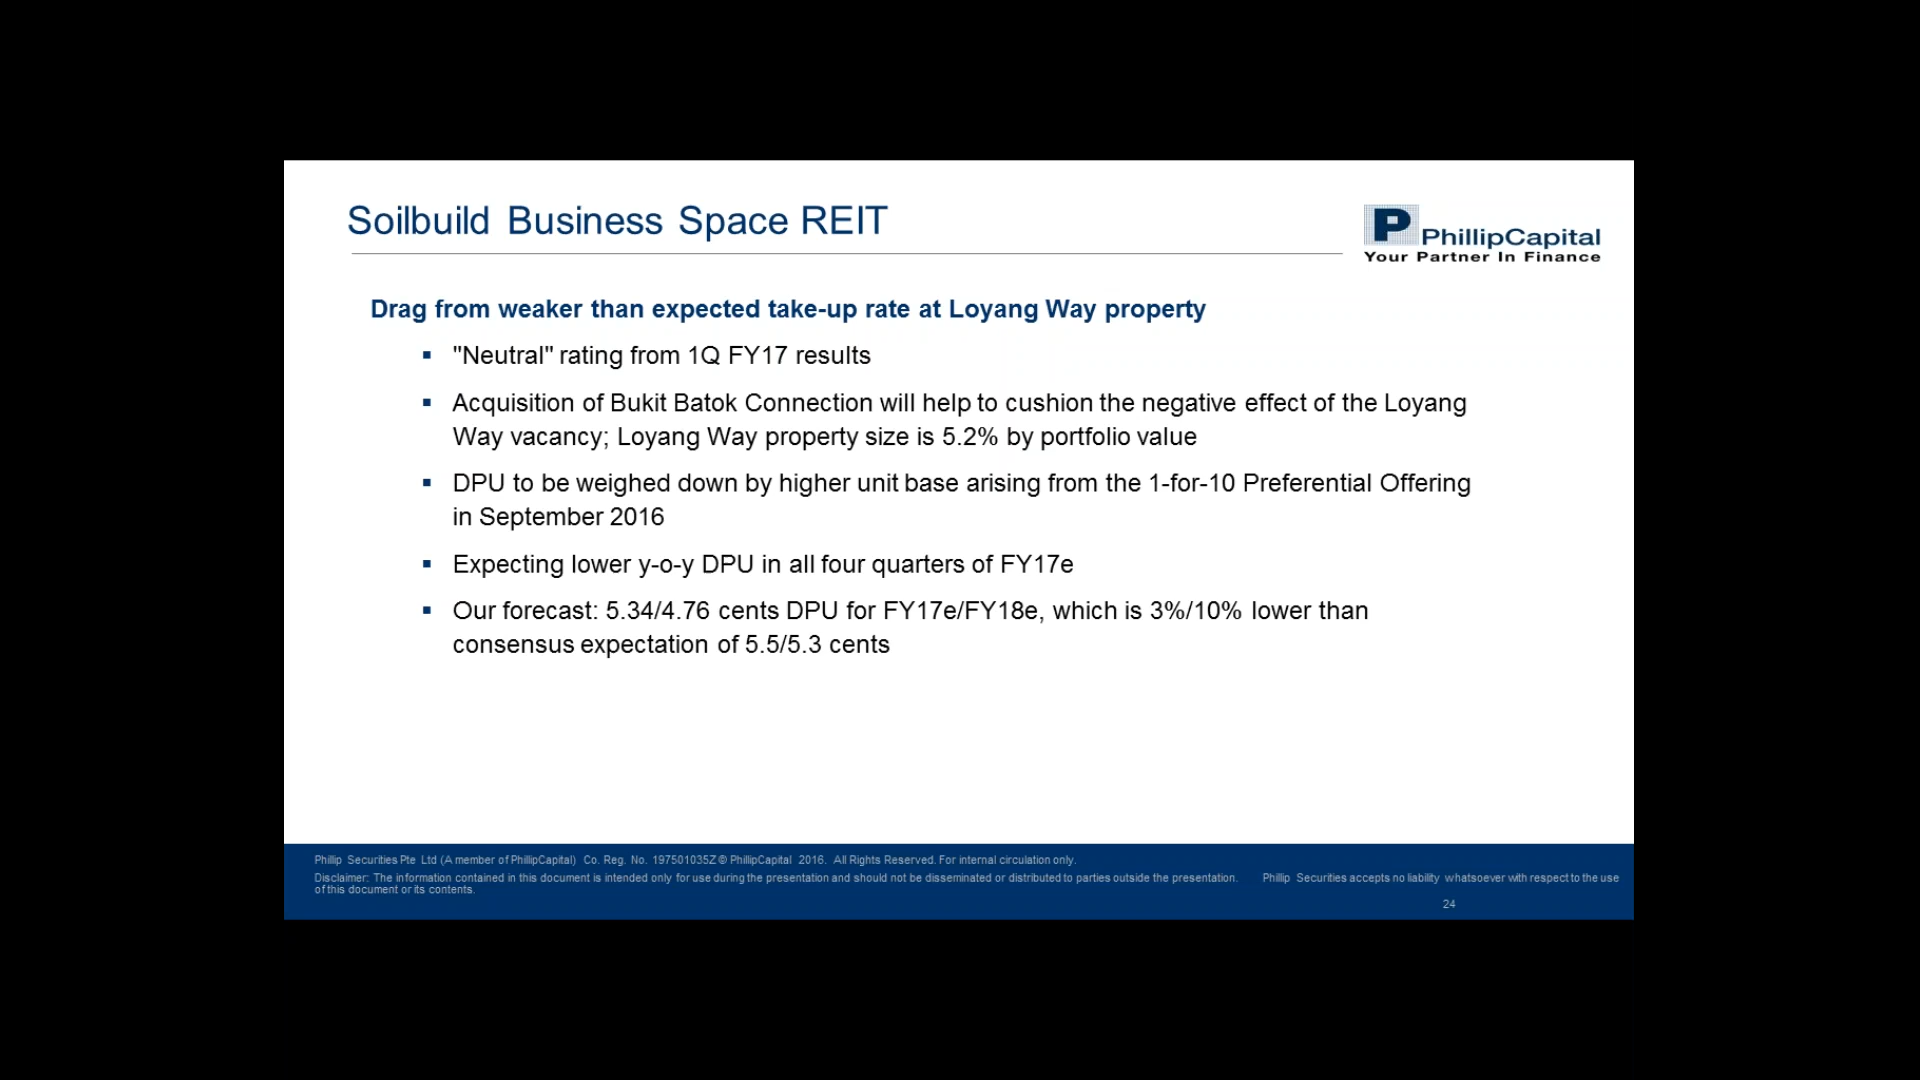 Soilbuild Business Space REIT
P PhillipCapital
Your Partner In Finance
Drag from weaker than expected take-up rate at Loyang Way property
▪ "Neutral" rating from 1Q FY17 results
▪ Acquisition of Bukit Batok Connection will help to cushion the negative effect of the Loyang
Way vacancy; Loyang Way property size is 5.2% by portfolio value
▪ DPU to be weighed down by higher unit base arising from the 1-for-10 Preferential Offering
in September 2016
▪ Expecting lower y-o-y DPU in all four quarters of FY17e
▪ Our forecast: 5.34/4.76 cents DPU for FY17e/FY18e, which is 3%/10% lower than
consensus expectation of 5.5/5.3 cents
Phillip Securities Pte Ltd (A member of PhillipCapital) Co. Reg. No. 197501035Z © PhillipCapital 2016. All Rights Reserved. For internal circulation only.
Disclaimer: The information contained in this document is intended only for use during the presentation and should not be disseminated or distributed to parties outside the presentation. Phillip Securities accepts no liability whatsoever with respect to the use
of this document or its contents.
24